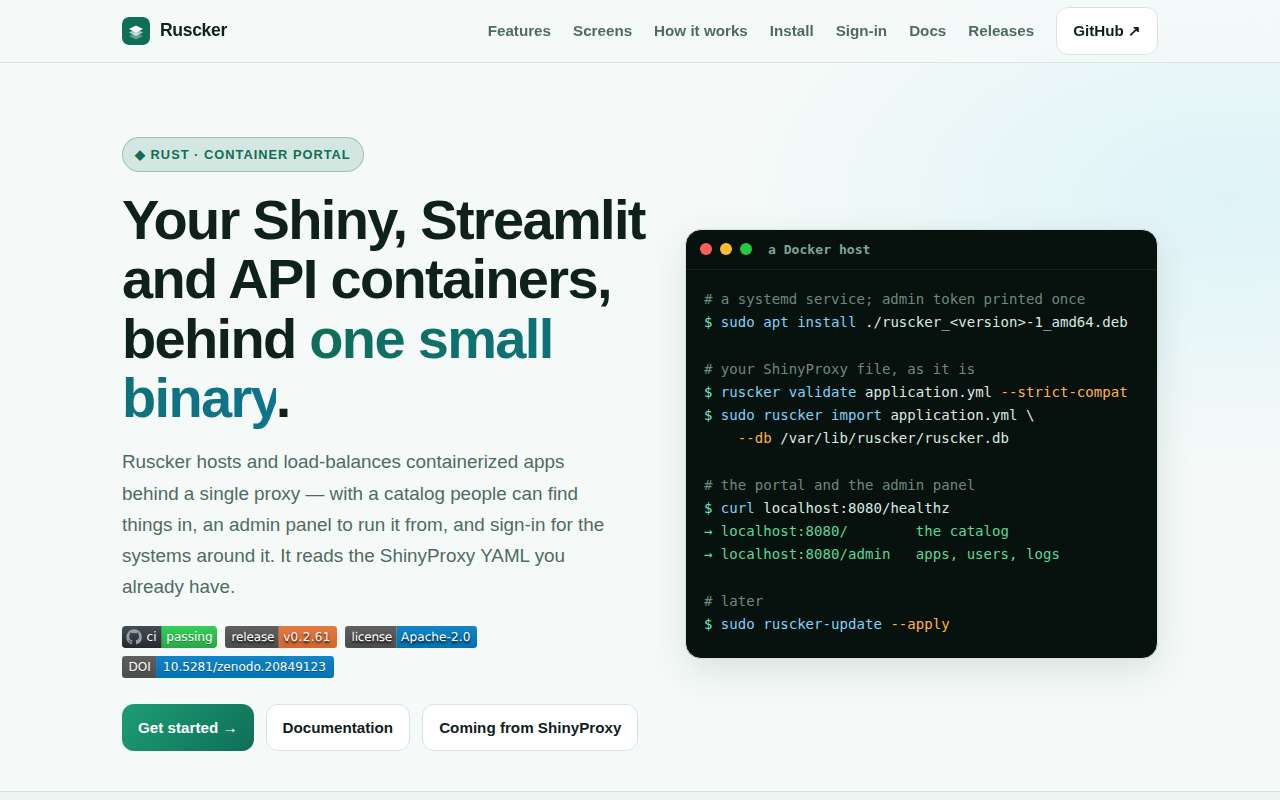 Ruscker
Features Screens How it works Install Sign-in Docs Releases GitHub ↗
◆ RUST · CONTAINER PORTAL
Your Shiny, Streamlit
and API containers,
behind one small
binary.
Ruscker hosts and load-balances containerized apps
behind a single proxy — with a catalog people can find
things in, an admin panel to run it from, and sign-in for the
systems around it. It reads the ShinyProxy YAML you
already have.
ci passing release v0.2.61 license Apache-2.0
DOI 10.5281/zenodo.20849123
Get started → Documentation Coming from ShinyProxy
a Docker host
# a systemd service; admin token printed once
$ sudo apt install ./ruscker_<version>-1_amd64.deb
# your ShinyProxy file, as it is
$ ruscker validate application.yml --strict-compat
$ sudo ruscker import application.yml \
--db /var/lib/ruscker/ruscker.db
# the portal and the admin panel
$ curl localhost:8080/healthz
→ localhost:8080/ the catalog
→ localhost:8080/admin apps, users, logs
# later
$ sudo ruscker-update --apply